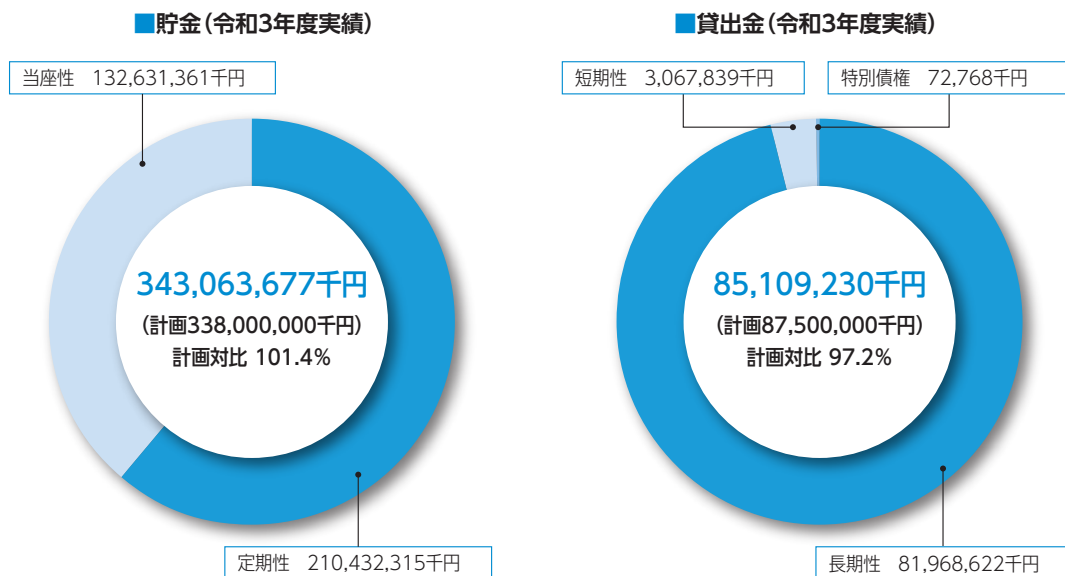 ■貯金(令和3年度実績)
当座性 132,631,361千円
343,063,677千円
(計画338,000,000千円)
計画対比 101.4%
定期性 210,432,315千円
■貸出金(令和3年度実績)
短期性 3,067,839千円
特別債権 72,768千円
85,109,230千円
(計画87,500,000千円)
計画対比 97.2%
長期性 81,968,622千円